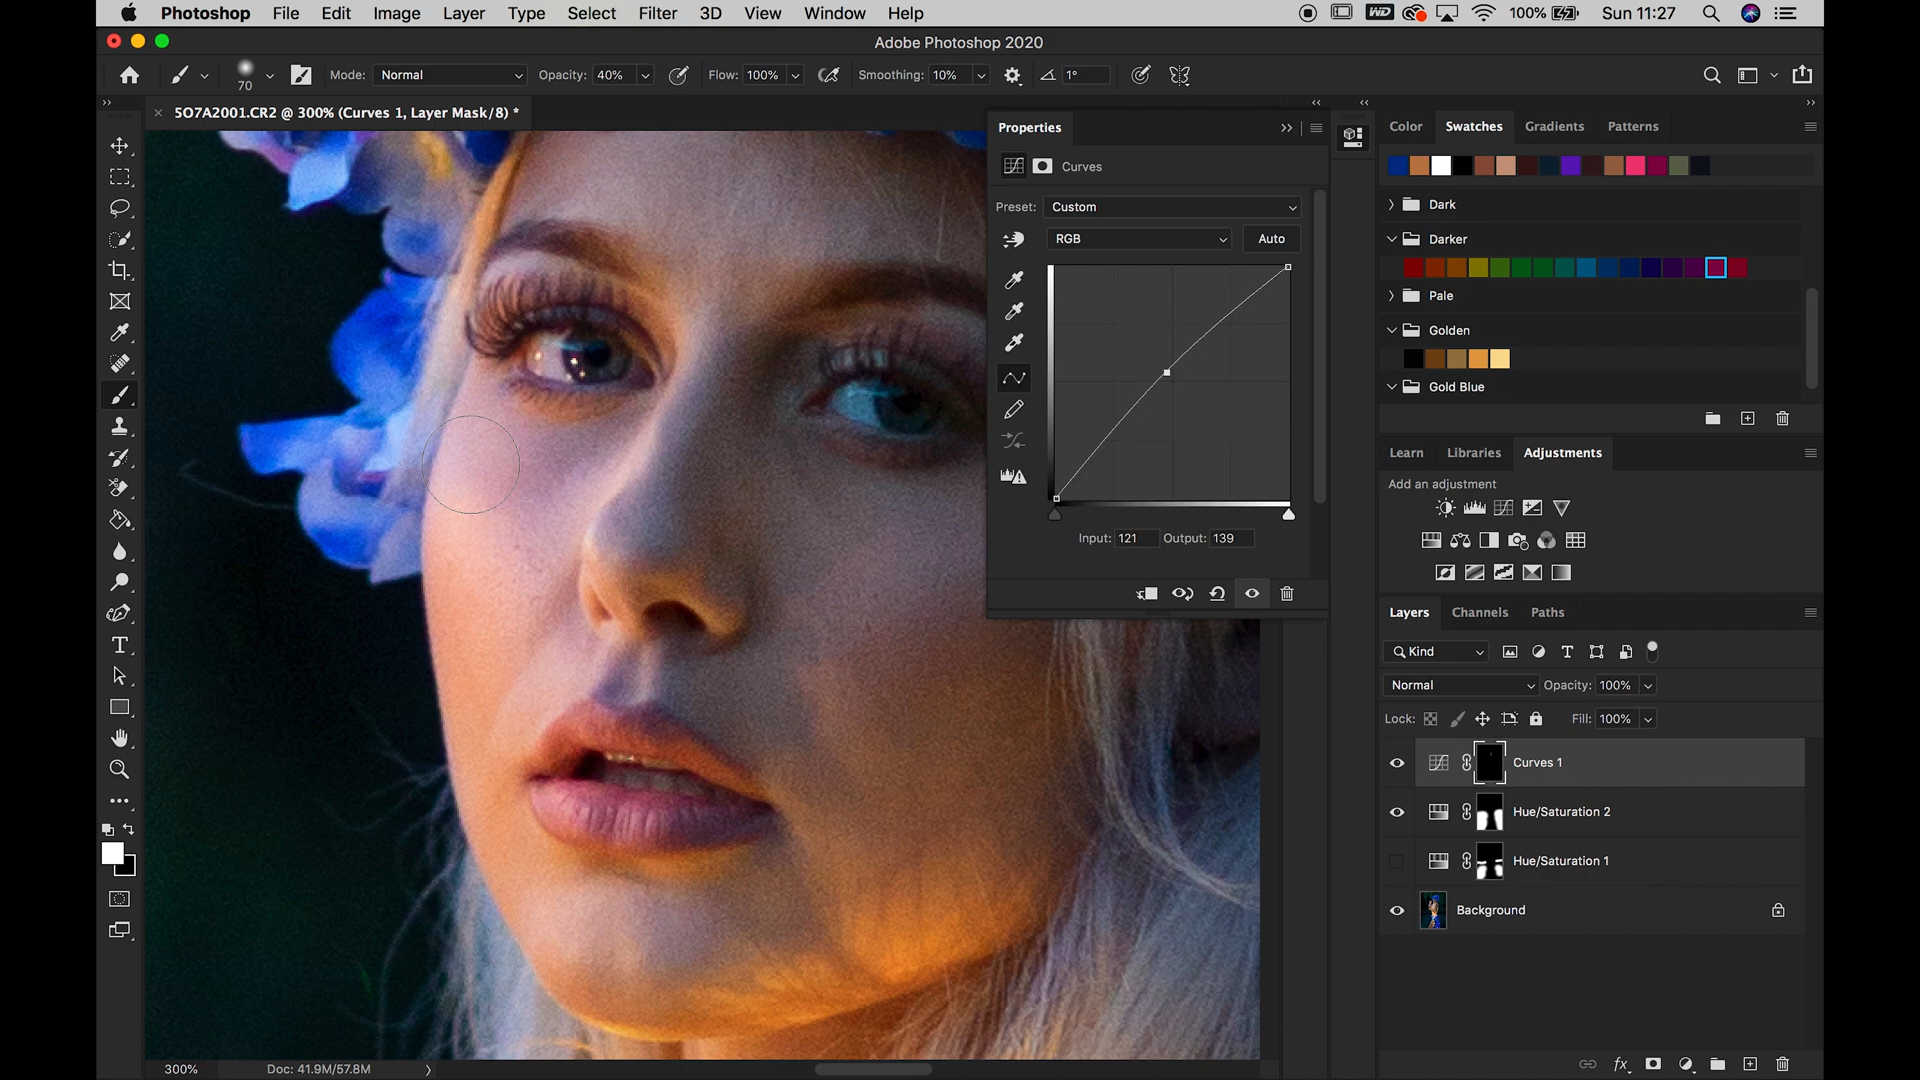 Photoshop File Edit Image Layer Type Select Filter 3D View Window Help WD 100% Sun 11:27
Adobe Photoshop 2020
70 Mode: Normal Opacity: 40% Flow: 100% Smoothing: 10% 1°
5O7A2001.CR2 @ 300% (Curves 1, Layer Mask/8) *
Properties
Curves
Preset: Custom
RGB Auto
Input: 121 Output: 139
Color Swatches Gradients Patterns
Dark
Darker
Pale
Golden
Gold Blue
Learn Libraries Adjustments
Add an adjustment
Layers Channels Paths
Kind
Normal Opacity: 100%
Lock: Fill: 100%
Curves 1
Hue/Saturation 2
Hue/Saturation 1
Background
fx
300% Doc: 41.9M/57.8M